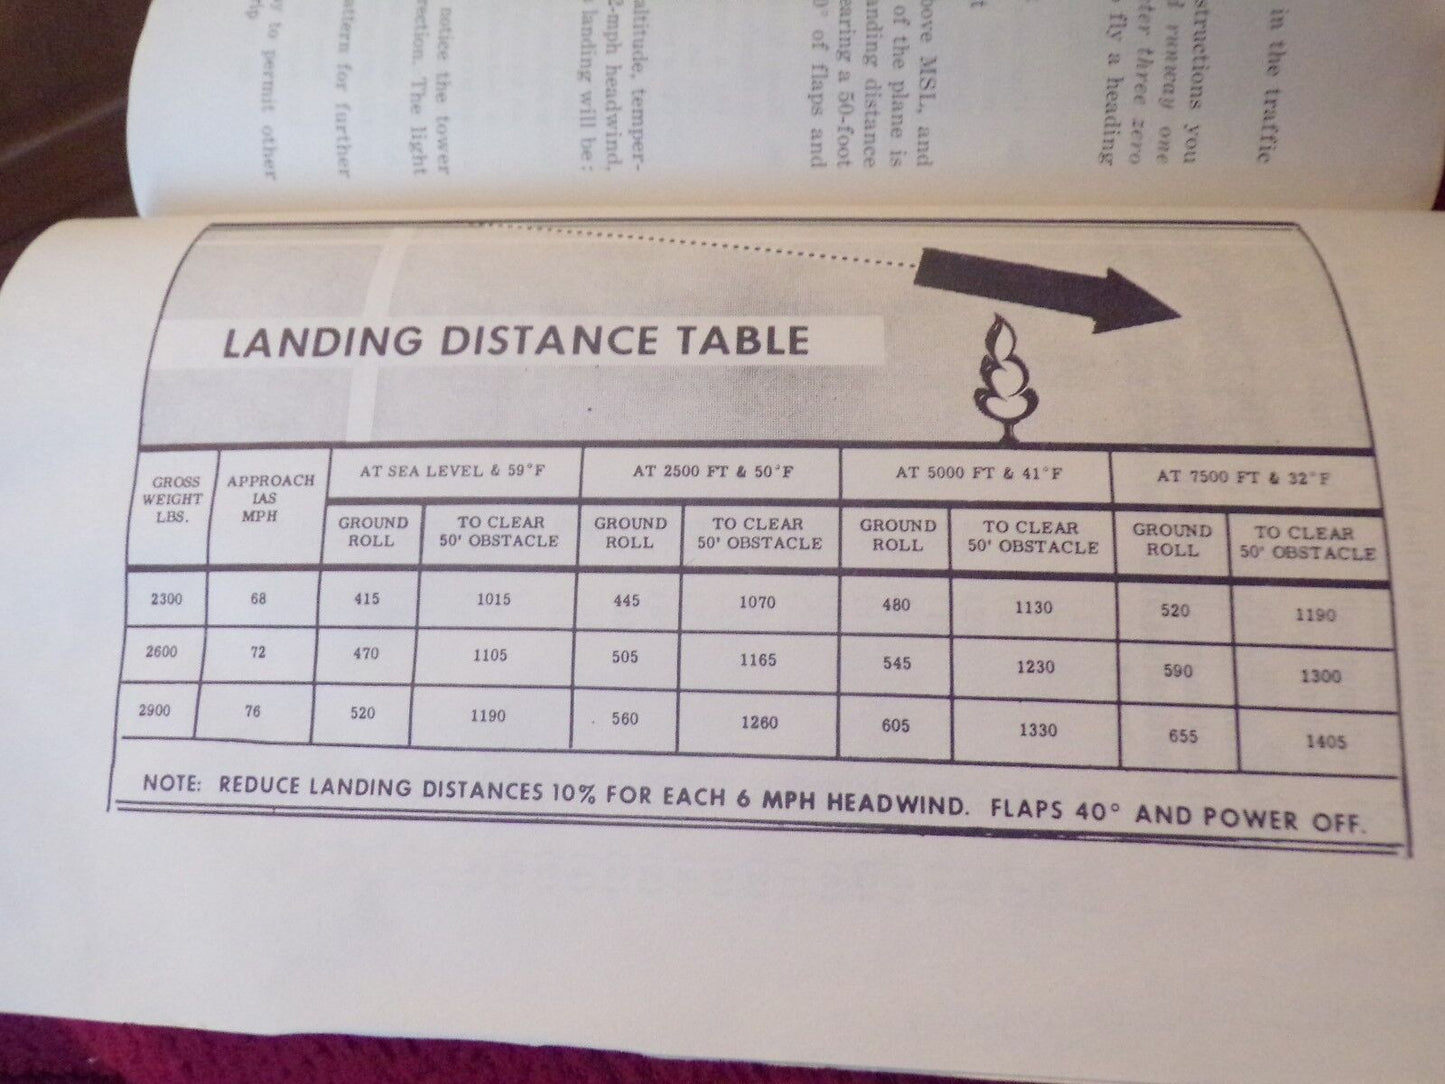 in the traffic
structions you
runway one
three zero
fly a heading
bove MSL, and
of the plane is
anding distance
earing a 50-foot
0° of flaps and
altitude, temper-
2-mph headwind,
landing will be:
notice the tower
rection. The light
attern for further
to permit other
LANDING DISTANCE TABLE
GROSS WEIGHT LBS. APPROACH IAS MPH AT SEA LEVEL & 59°F AT 2500 FT & 50°F AT 5000 FT & 41°F AT 7500 FT & 32°F
GROUND ROLL TO CLEAR 50' OBSTACLE GROUND ROLL TO CLEAR 50' OBSTACLE GROUND ROLL TO CLEAR 50' OBSTACLE GROUND ROLL TO CLEAR 50' OBSTACLE
2300 68 415 1015 445 1070 480 1130 520 1190
2600 72 470 1105 505 1165 545 1230 590 1300
2900 76 520 1190 560 1260 605 1330 655 1405
NOTE: REDUCE LANDING DISTANCES 10% FOR EACH 6 MPH HEADWIND. FLAPS 40° AND POWER OFF.